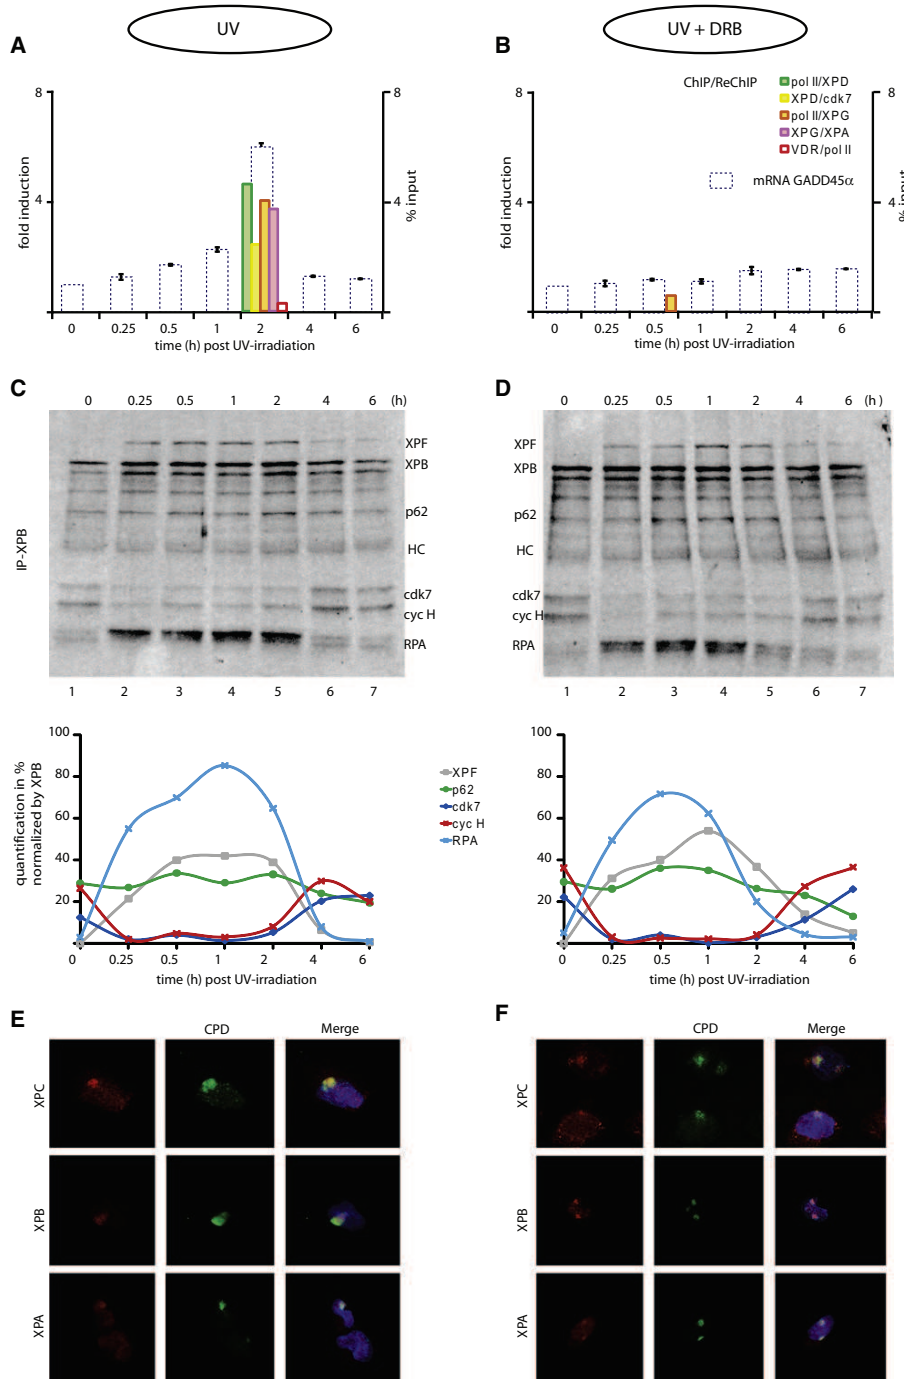 UV
UV + DRB
A
B
ChIP/ReChIP
pol II/XPD
XPD/cdk7
pol II/XPG
XPG/XPA
VDR/pol II
mRNA GADD45α
8
4
fold induction
8
4
% input
0 0.25 0.5 1 2 4 6
time (h) post UV-irradiation
8
4
fold induction
8
4
% input
0 0.25 0.5 1 2 4 6
time (h) post UV-irradiation
C
D
0 0.25 0.5 1 2 4 6 (h)
0 0.25 0.5 1 2 4 6 (h)
IP-XPB
XPF
XPB
p62
HC
cdk7
cyc H
RPA
XPF
XPB
p62
HC
cdk7
cyc H
RPA
1 2 3 4 5 6 7
1 2 3 4 5 6 7
quantification in %
normalized by XPB
100
80
60
40
20
0 0.25 0.5 1 2 4 6
time (h) post UV-irradiation
XPF
p62
cdk7
cyc H
RPA
100
80
60
40
20
0 0.25 0.5 1 2 4 6
time (h) post UV-irradiation
E
F
CPD Merge
CPD Merge
XPC
XPB
XPA
XPC
XPB
XPA